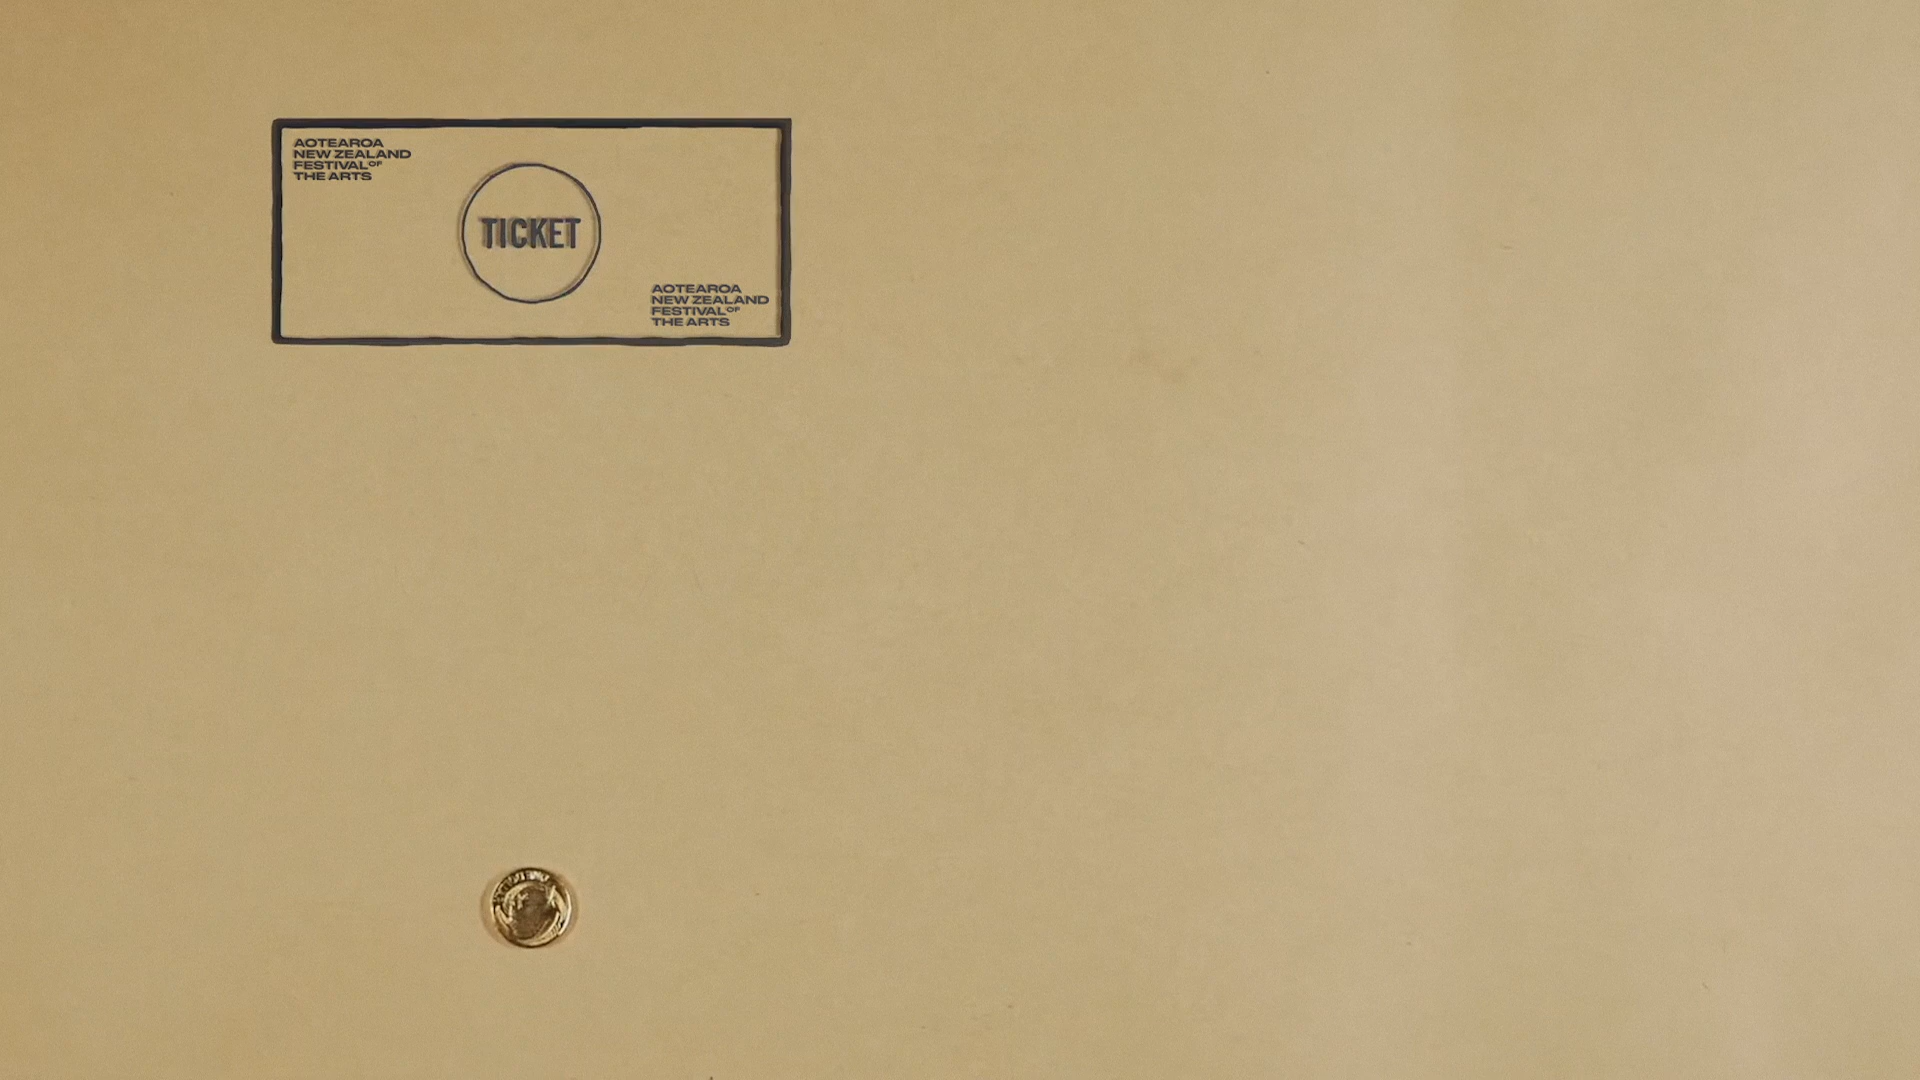 AOTEAROA
NEW ZEALAND
FESTIVAL OF
THE ARTS
TICKET
AOTEAROA
NEW ZEALAND
FESTIVAL OF
THE ARTS